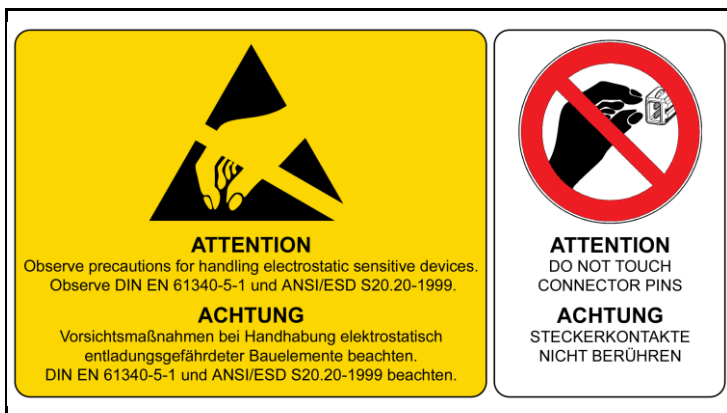 ATTENTION
Observe precautions for handling electrostatic sensitive devices.
Observe DIN EN 61340-5-1 und ANSI/ESD S20.20-1999.
ACHTUNG
Vorsichtsmaßnahmen bei Handhabung elektrostatisch
entladungsgefährdeter Bauelemente beachten.
DIN EN 61340-5-1 und ANSI/ESD S20.20-1999 beachten.
ATTENTION
DO NOT TOUCH
CONNECTOR PINS
ACHTUNG
STECKERKONTAKTE
NICHT BERÜHREN